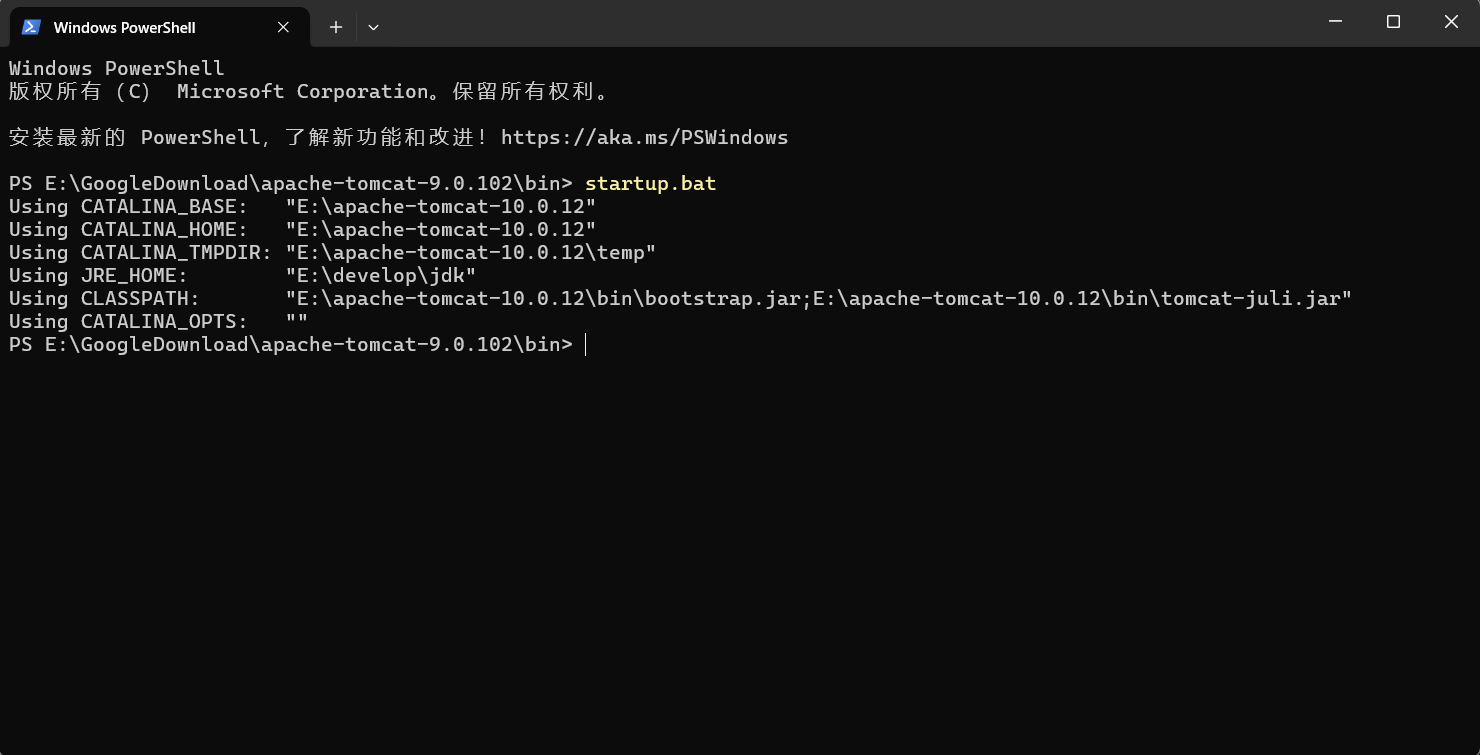 Windows PowerShell
Windows PowerShell
版权所有 (C) Microsoft Corporation。保留所有权利。
安装最新的 PowerShell，了解新功能和改进！https://aka.ms/PSWindows
PS E:\GoogleDownload\apache-tomcat-9.0.102\bin> startup.bat
Using CATALINA_BASE:   "E:\apache-tomcat-10.0.12"
Using CATALINA_HOME:   "E:\apache-tomcat-10.0.12"
Using CATALINA_TMPDIR: "E:\apache-tomcat-10.0.12\temp"
Using JRE_HOME:        "E:\develop\jdk"
Using CLASSPATH:       "E:\apache-tomcat-10.0.12\bin\bootstrap.jar;E:\apache-tomcat-10.0.12\bin\tomcat-juli.jar"
Using CATALINA_OPTS:   ""
PS E:\GoogleDownload\apache-tomcat-9.0.102\bin>